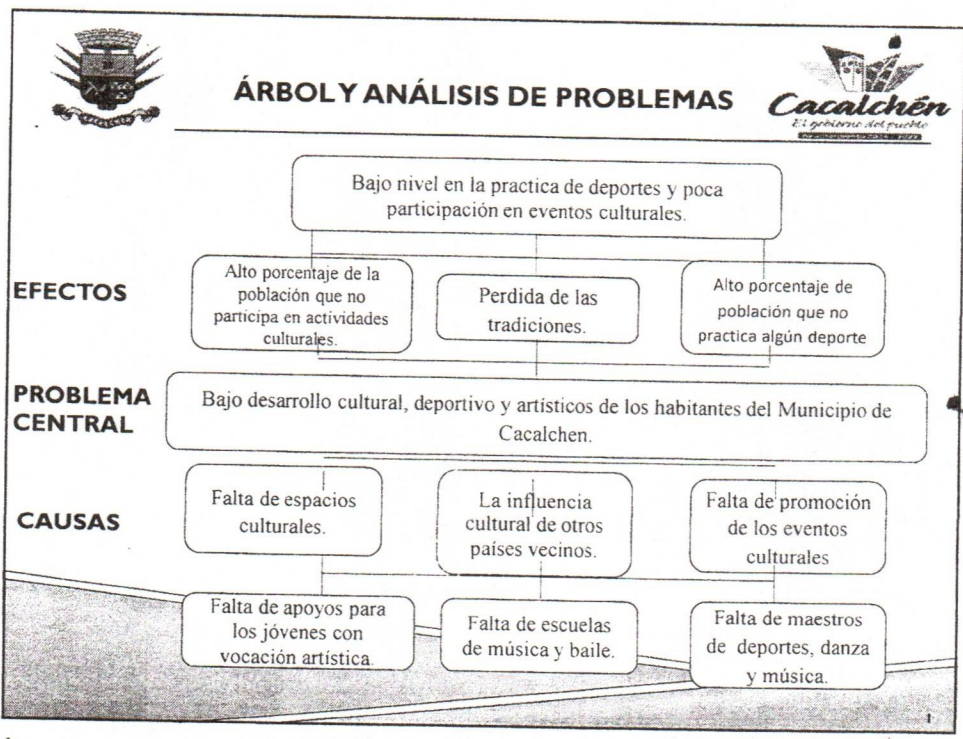 ÁRBOL Y ANÁLISIS DE PROBLEMAS
Cacalchén
El gobierno del pueblo
Bajo nivel en la practica de deportes y poca
participación en eventos culturales.
EFECTOS
Alto porcentaje de la
población que no
participa en actividades
culturales.
Perdida de las
tradiciones.
Alto porcentaje de
población que no
practica algún deporte
PROBLEMA
CENTRAL
Bajo desarrollo cultural, deportivo y artísticos de los habitantes del Municipio de
Cacalchen.
CAUSAS
Falta de espacios
culturales.
La influencia
cultural de otros
países vecinos.
Falta de promoción
de los eventos
culturales
Falta de apoyos para
los jóvenes con
vocación artística.
Falta de escuelas
de música y baile.
Falta de maestros
de deportes, danza
y música.
1